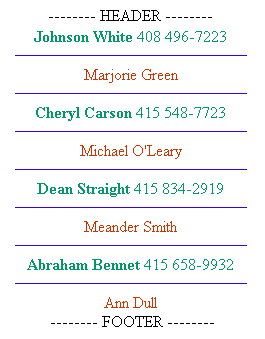 -------- HEADER --------
Johnson White 408 496-7223
Marjorie Green
Cheryl Carson 415 548-7723
Michael O'Leary
Dean Straight 415 834-2919
Meander Smith
Abraham Bennet 415 658-9932
Ann Dull
-------- FOOTER --------